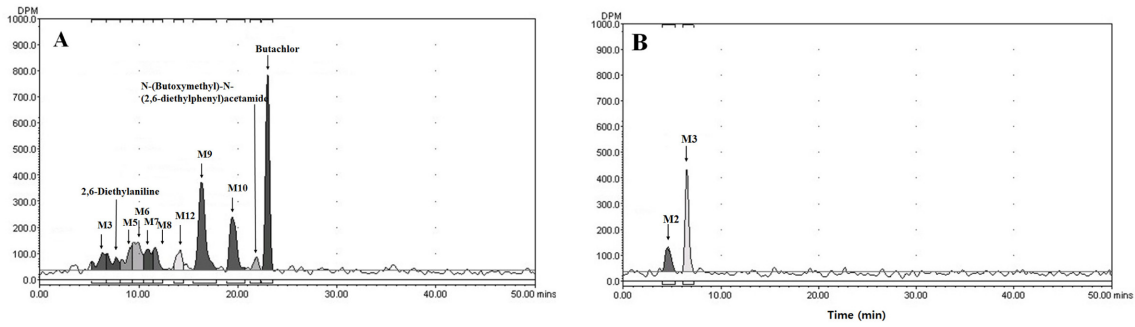 DPM
1000.0
A
900.0
800.0
700.0
600.0
500.0
400.0
300.0
200.0
100.0
0.0
Butachlor
N-(Butoxymethyl)-N-
(2,6-diethylphenyl)acetamide
M9
2,6-Diethylaniline
M10
M3
M5
M6
M7
M8
M12
0.00
10.00
20.00
30.00
40.00
50.00 mins
DPM
1000.0
B
900.0
800.0
700.0
600.0
500.0
400.0
300.0
200.0
100.0
0.0
M3
M2
0.00
10.00
20.00
30.00
40.00
50.00 mins
Time (min)